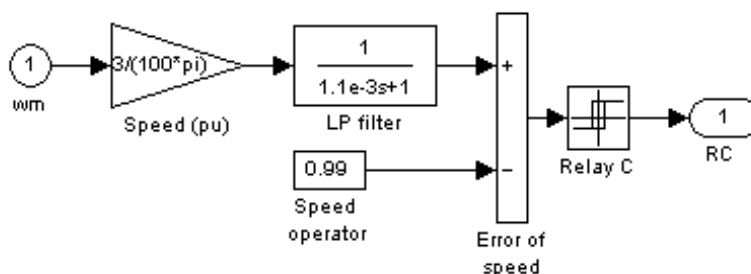 1
wm
3/(100*pi)
Speed (pu)
1
1.1e-3s+1
LP filter
0.99
Speed
operator
+
−
Error of
speed
Relay C
1
RC